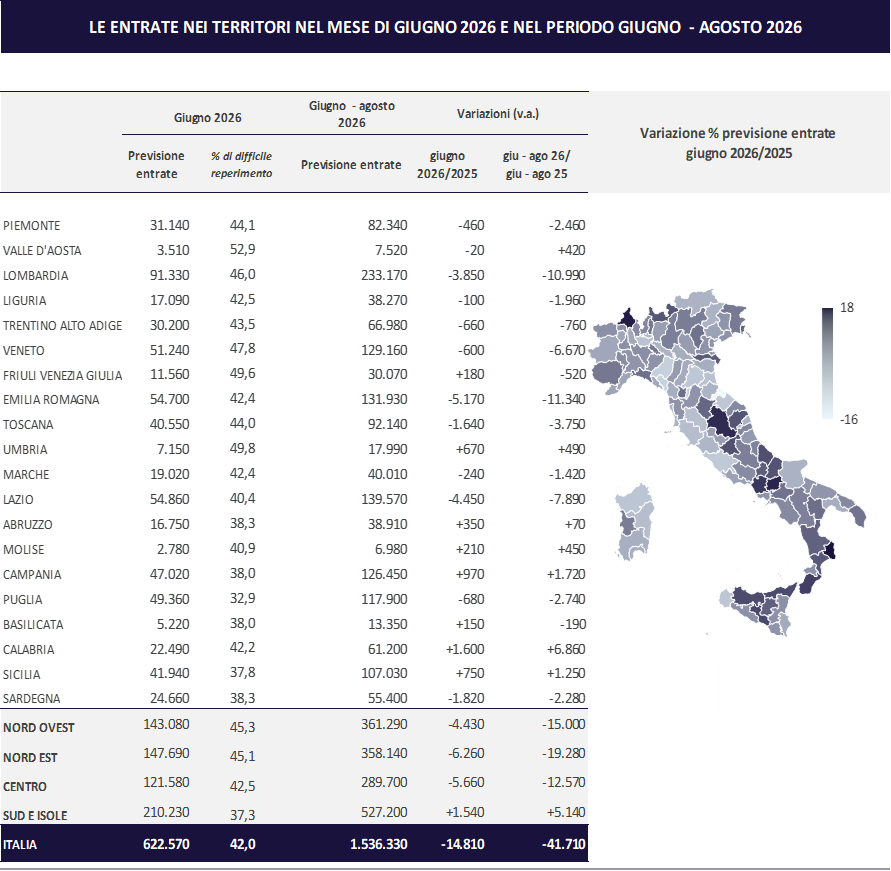 LE ENTRATE NEI TERRITORI NEL MESE DI GIUGNO 2026 E NEL PERIODO GIUGNO - AGOSTO 2026
Giugno 2026
Giugno - agosto
2026
Variazioni (v.a.)
Variazione % previsione entrate
giugno 2026/2025
Previsione
entrate
% di difficile
reperimento
Previsione entrate
giugno
2026/2025
giu - ago 26/
giu - ago 25
PIEMONTE 31.140 44,1 82.340 -460 -2.460
VALLE D'AOSTA 3.510 52,9 7.520 -20 +420
LOMBARDIA 91.330 46,0 233.170 -3.850 -10.990
LIGURIA 17.090 42,5 38.270 -100 -1.960
TRENTINO ALTO ADIGE 30.200 43,5 66.980 -660 -760
VENETO 51.240 47,8 129.160 -600 -6.670
FRIULI VENEZIA GIULIA 11.560 49,6 30.070 +180 -520
EMILIA ROMAGNA 54.700 42,4 131.930 -5.170 -11.340
TOSCANA 40.550 44,0 92.140 -1.640 -3.750
UMBRIA 7.150 49,8 17.990 +670 +490
MARCHE 19.020 42,4 40.010 -240 -1.420
LAZIO 54.860 40,4 139.570 -4.450 -7.890
ABRUZZO 16.750 38,3 38.910 +350 +70
MOLISE 2.780 40,9 6.980 +210 +450
CAMPANIA 47.020 38,0 126.450 +970 +1.720
PUGLIA 49.360 32,9 117.900 -680 -2.740
BASILICATA 5.220 38,0 13.350 +150 -190
CALABRIA 22.490 42,2 61.200 +1.600 +6.860
SICILIA 41.940 37,8 107.030 +750 +1.250
SARDEGNA 24.660 38,3 55.400 -1.820 -2.280
NORD OVEST 143.080 45,3 361.290 -4.430 -15.000
NORD EST 147.690 45,1 358.140 -6.260 -19.280
CENTRO 121.580 42,5 289.700 -5.660 -12.570
SUD E ISOLE 210.230 37,3 527.200 +1.540 +5.140
ITALIA 622.570 42,0 1.536.330 -14.810 -41.710
18
-16